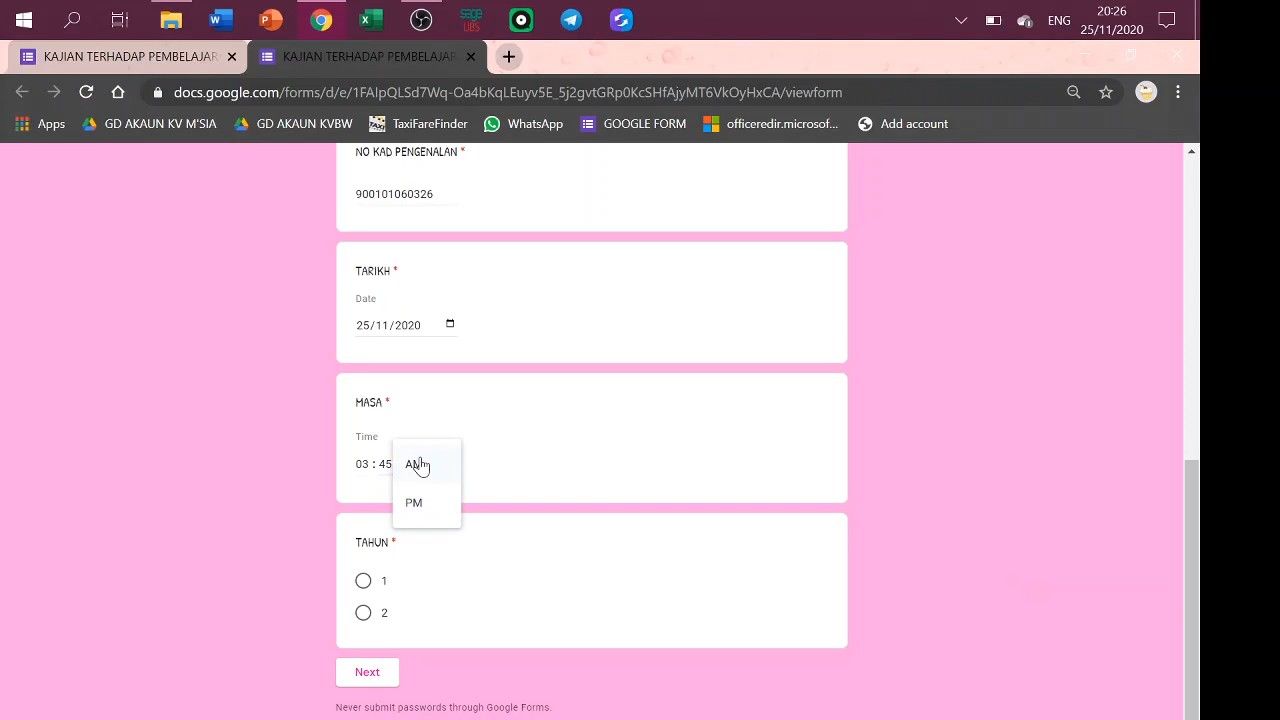 ENG
20:26
25/11/2020
KAJIAN TERHADAP PEMBELAJAR
KAJIAN TERHADAP PEMBELAJAR
docs.google.com/forms/d/e/1FAIpQLSd7Wq-Oa4bKqLEuyv5E_5j2gvtGRp0KcSHfAjyMT6VkOyHxCA/viewform
Apps GD AKAUN KV M'SIA GD AKAUN KVBW TaxiFareFinder WhatsApp GOOGLE FORM officeredir.microsof... Add account
NO KAD PENGENALAN *
900101060326
TARIKH *
Date
25/11/2020
MASA *
Time
03 : 45
AM
PM
TAHUN *
1
2
Next
Never submit passwords through Google Forms.